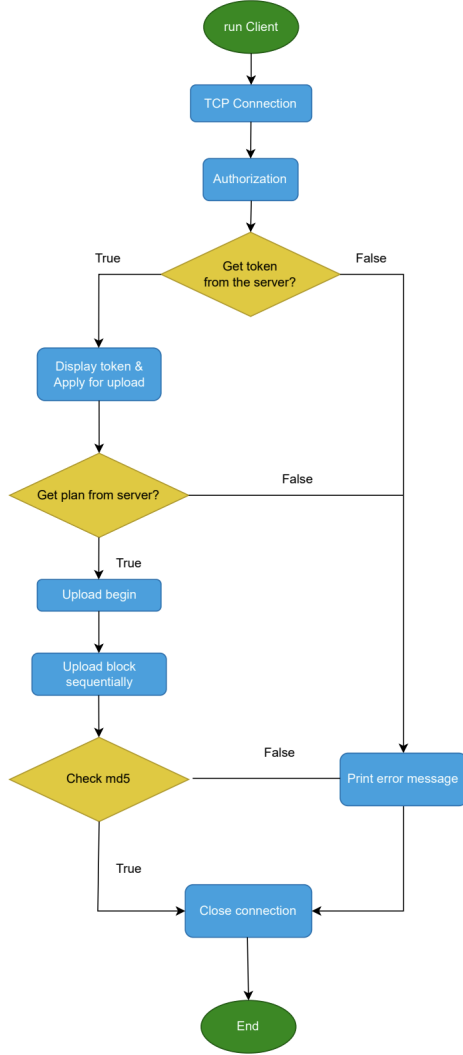 run Client
TCP Connection
Authorization
True
False
Get token
from the server?
Display token &
Apply for upload
False
Get plan from server?
True
Upload begin
Upload block
sequentially
False
Check md5
Print error message
True
Close connection
End